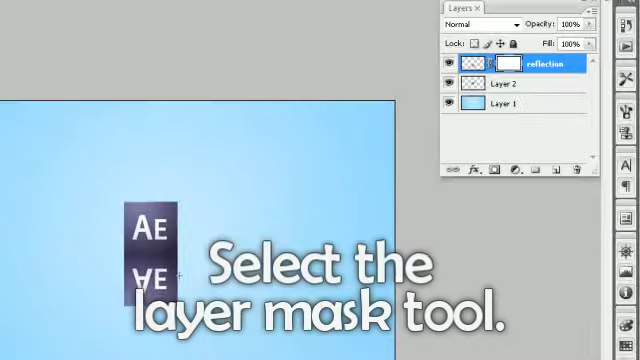 Layers x
Normal Opacity: 100%
Lock: Fill: 100%
reflection
Layer 2
Layer 1
AE
AE
Select the
layer mask tool.